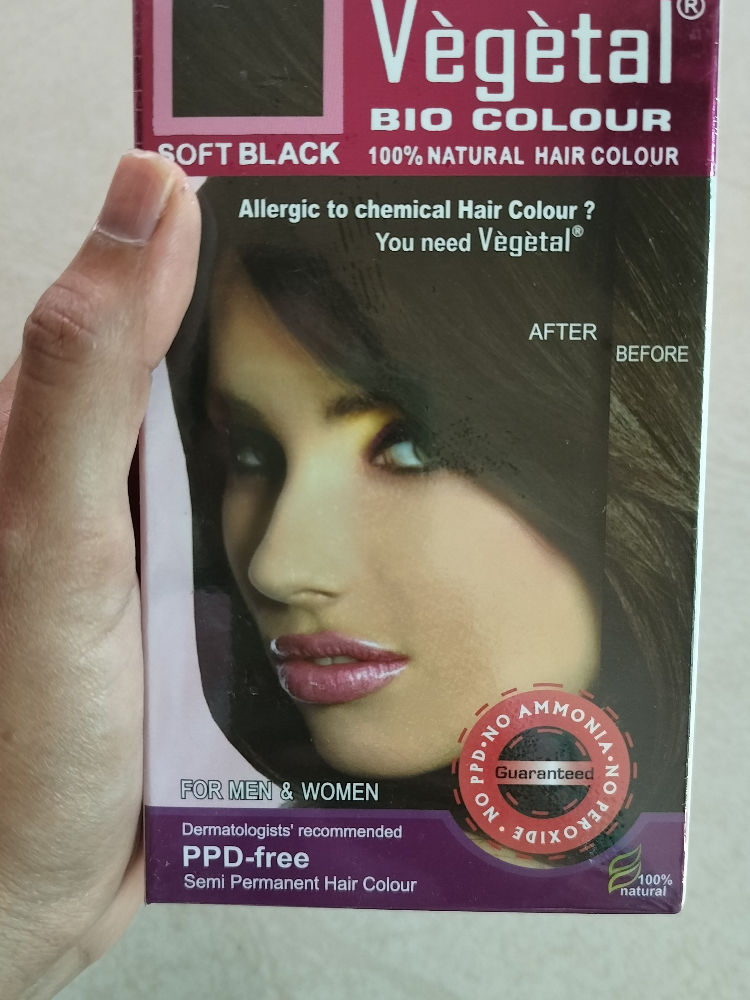 Vègètal®
BIO COLOUR
SOFT BLACK
100% NATURAL HAIR COLOUR
Allergic to chemical Hair Colour ?
You need Vègètal®
AFTER
BEFORE
NO PPD • NO AMMONIA • NO PEROXIDE •
Guaranteed
FOR MEN & WOMEN
Dermatologists' recommended
PPD-free
Semi Permanent Hair Colour
100%
natural